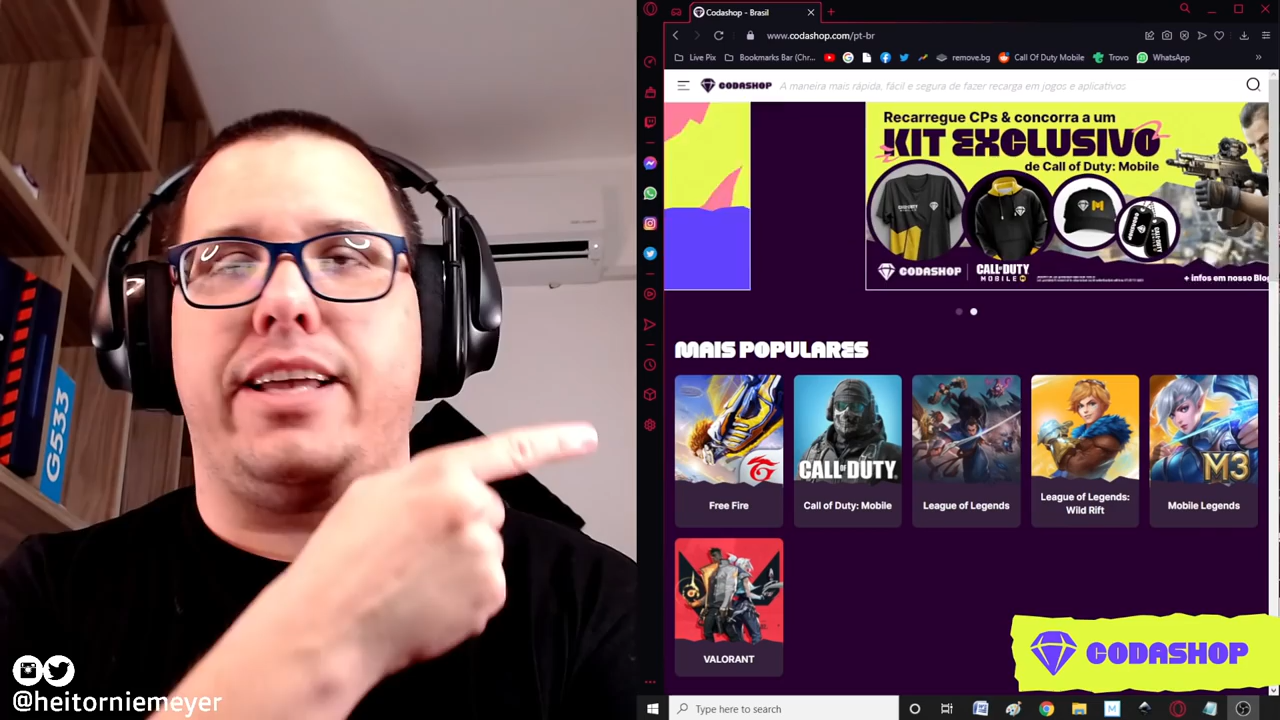 G533
@heitorniemeyer
Codashop - Brasil
www.codashop.com/pt-br
Live Pix
Bookmarks Bar (Chr...
remove.bg
Call Of Duty Mobile
Trovo
WhatsApp
CODASHOP
A maneira mais rápida, fácil e segura de fazer recarga em jogos e aplicativos
Recarregue CPs & concorra a um
KIT EXCLUSIVO
de Call of Duty: Mobile
CODASHOP
CALL OF DUTY
MOBILE
+ infos em nosso Blog
MAIS POPULARES
CALL OF DUTY
M3
Free Fire
Call of Duty: Mobile
League of Legends
League of Legends:
Wild Rift
Mobile Legends
VALORANT
CODASHOP
Type here to search